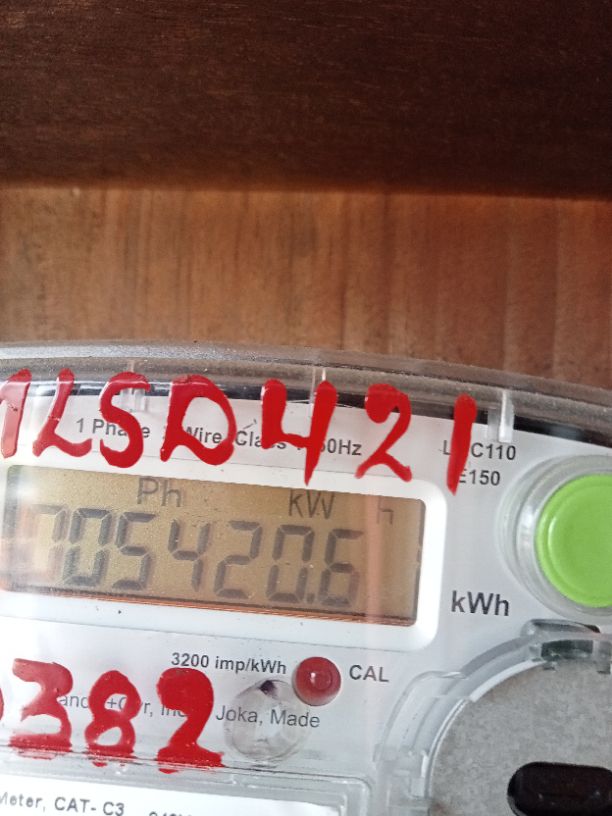 1LSD421
1 Phase Wire Class 50Hz
C110
E150
Ph kW h
05420.6
kWh
3200 imp/kWh CAL
382
Joka, Made
Meter, CAT- C3